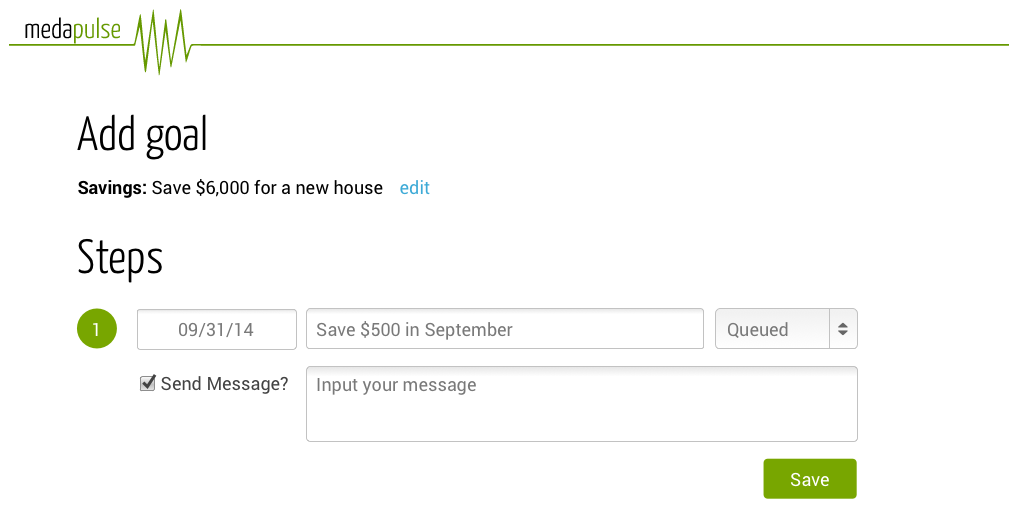 medapulse
Add goal
Savings: Save $6,000 for a new house edit
Steps
1 09/31/14 Save $500 in September Queued
Send Message? Input your message
Save